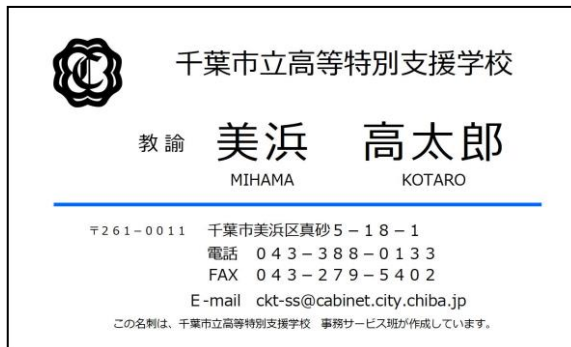 千葉市立高等特別支援学校
教諭 美浜 高太郎
MIHAMA KOTARO
〒261-0011 千葉市美浜区真砂5-18-1
電話 043-388-0133
FAX 043-279-5402
E-mail ckt-ss@cabinet.city.chiba.jp
この名刺は、千葉市立高等特別支援学校 事務サービス班が作成しています。